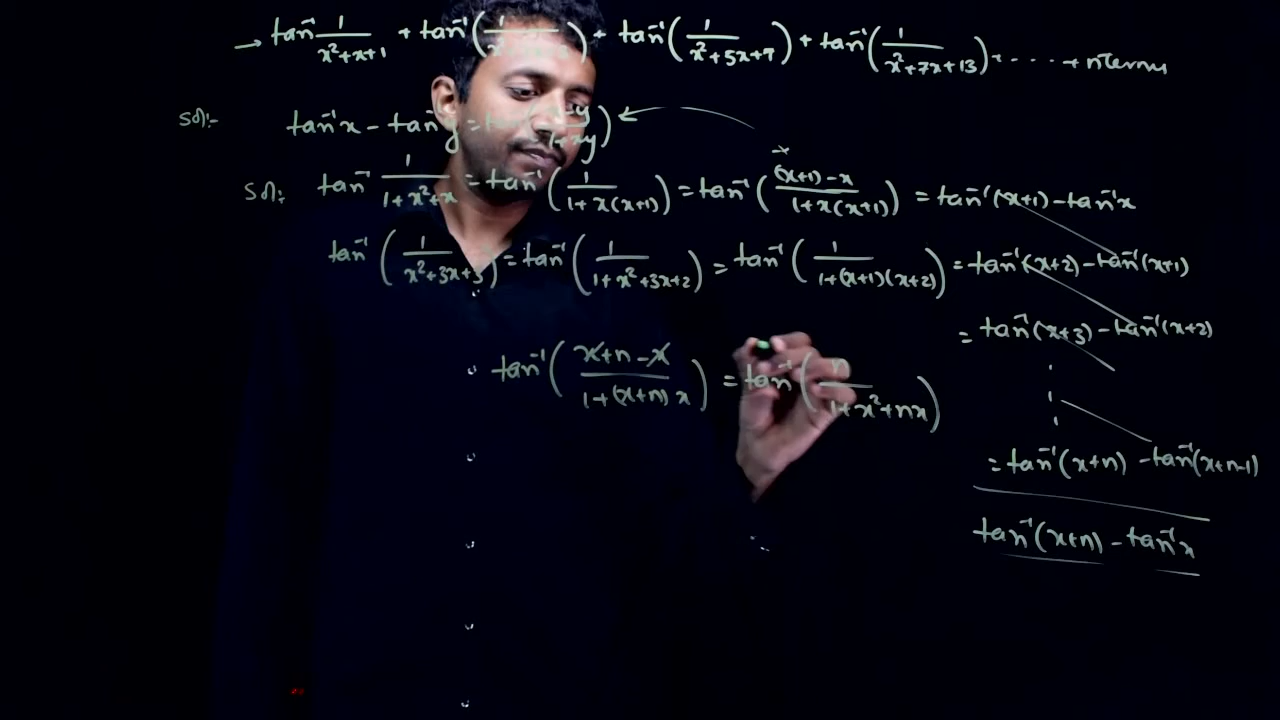 → tan⁻¹ 1/(x²+x+1) + tan⁻¹(1/ ) + tan⁻¹(1/(x²+5x+7)) + tan⁻¹(1/(x²+7x+13)) + .... + n terms
Sol:- tan⁻¹x - tan⁻¹y = ( /(1+xy))
Sol: tan⁻¹ 1/(1+x²+x) = tan⁻¹(1/(1+x(x+1))) = tan⁻¹(((x+1)-x)/(1+x(x+1))) = tan⁻¹(x+1) - tan⁻¹x
tan⁻¹(1/(x²+3x+3)) = tan⁻¹(1/(1+x²+3x+2)) = tan⁻¹(1/(1+(x+1)(x+2))) = tan⁻¹(x+2) - tan⁻¹(x+1)
= tan⁻¹(x+3) - tan⁻¹(x+2)
tan⁻¹((x+n-x)/(1+(x+n)x)) = tan⁻¹(n/(1+x²+nx))
= tan⁻¹(x+n) - tan⁻¹(x+n-1)
tan⁻¹(x+n) - tan⁻¹x